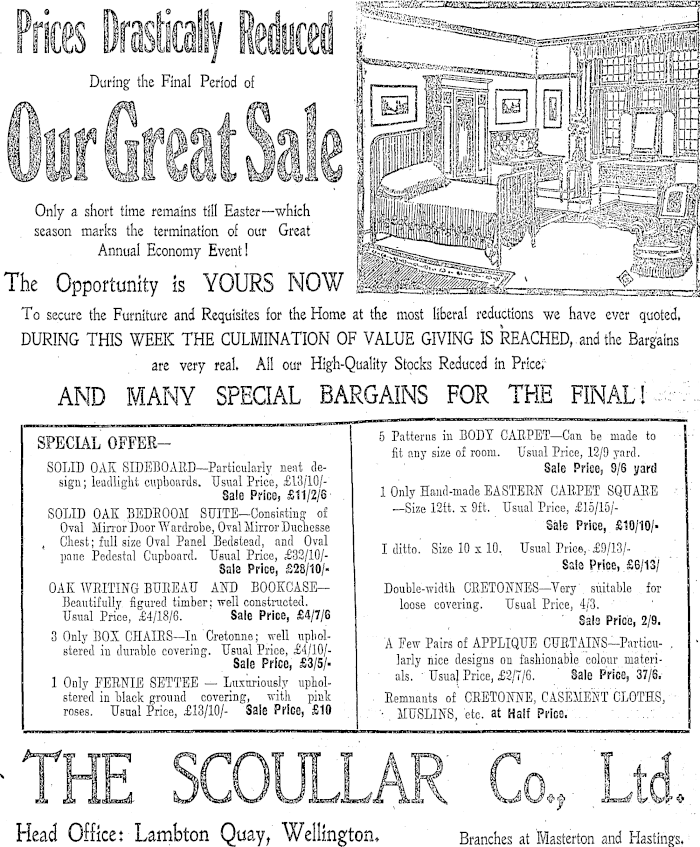 Prices Drastically Reduced
During the Final Period of
Our Great Sale
Only a short time remains till Easter—which
season marks the termination of our Great
Annual Economy Event!
The Opportunity is YOURS NOW
To secure the Furniture and Requisites for the Home at the most liberal reductions we have ever quoted.
DURING THIS WEEK THE CULMINATION OF VALUE GIVING IS REACHED, and the Bargains
are very real. All our High-Quality Stocks Reduced in Price.
AND MANY SPECIAL BARGAINS FOR THE FINAL!
SPECIAL OFFER—
SOLID OAK SIDEBOARD—Particularly neat de-
sign; leadlight cupboards. Usual Price, £13/10/-
Sale Price, £11/2/6
SOLID OAK BEDROOM SUITE—Consisting of
Oval Mirror Door Wardrobe, Oval Mirror Duchesse
Chest; full size Oval Panel Bedstead, and Oval
pane Pedestal Cupboard. Usual Price, £32/10/-
Sale Price, £28/10/-
OAK WRITING BUREAU AND BOOKCASE—
Beautifully figured timber; well constructed.
Usual Price, £4/18/6. Sale Price, £4/7/6
3 Only BOX CHAIRS—In Cretonne; well uphol-
stered in durable covering. Usual Price, £4/10/-
Sale Price, £3/5/-
1 Only FERNIE SETTEE — Luxuriously uphol-
stered in black ground covering, with pink
roses. Usual Price, £13/10/- Sale Price, £10
5 Patterns in BODY CARPET—Can be made to
fit any size of room. Usual Price, 12/9 yard.
Sale Price, 9/6 yard
1 Only Hand-made EASTERN CARPET SQUARE
—Size 12ft. x 9ft. Usual Price, £15/15/-
Sale Price, £10/10/-
1 ditto. Size 10 x 10. Usual Price, £9/13/-
Sale Price, £6/13/
Double-width CRETONNES—Very suitable for
loose covering. Usual Price, 4/3.
Sale Price, 2/9.
A Few Pairs of APPLIQUE CURTAINS—Particu-
larly nice designs on fashionable colour materi-
als. Usual Price, £2/7/6. Sale Price, 37/6.
Remnants of CRETONNE, CASEMENT CLOTHS,
MUSLINS, etc. at Half Price.
THE SCOULLAR Co., Ltd.
Head Office: Lambton Quay, Wellington.
Branches at Masterton and Hastings.